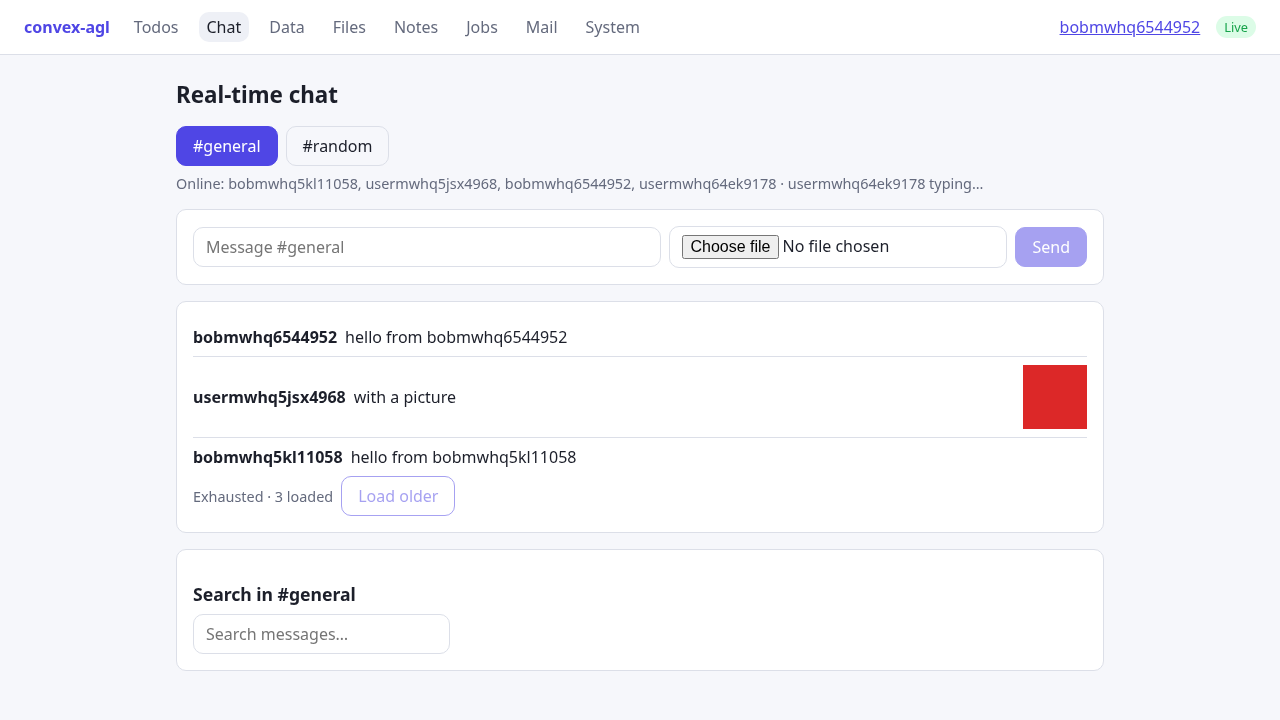 convex-agl Todos Chat Data Files Notes Jobs Mail System bobmwhq6544952 Live
Real-time chat
#general #random
Online: bobmwhq5kl11058, usermwhq5jsx4968, bobmwhq6544952, usermwhq64ek9178 · usermwhq64ek9178 typing…
Message #general Choose file No file chosen Send
bobmwhq6544952 hello from bobmwhq6544952
usermwhq5jsx4968 with a picture
bobmwhq5kl11058 hello from bobmwhq5kl11058
Exhausted · 3 loaded Load older
Search in #general
Search messages…